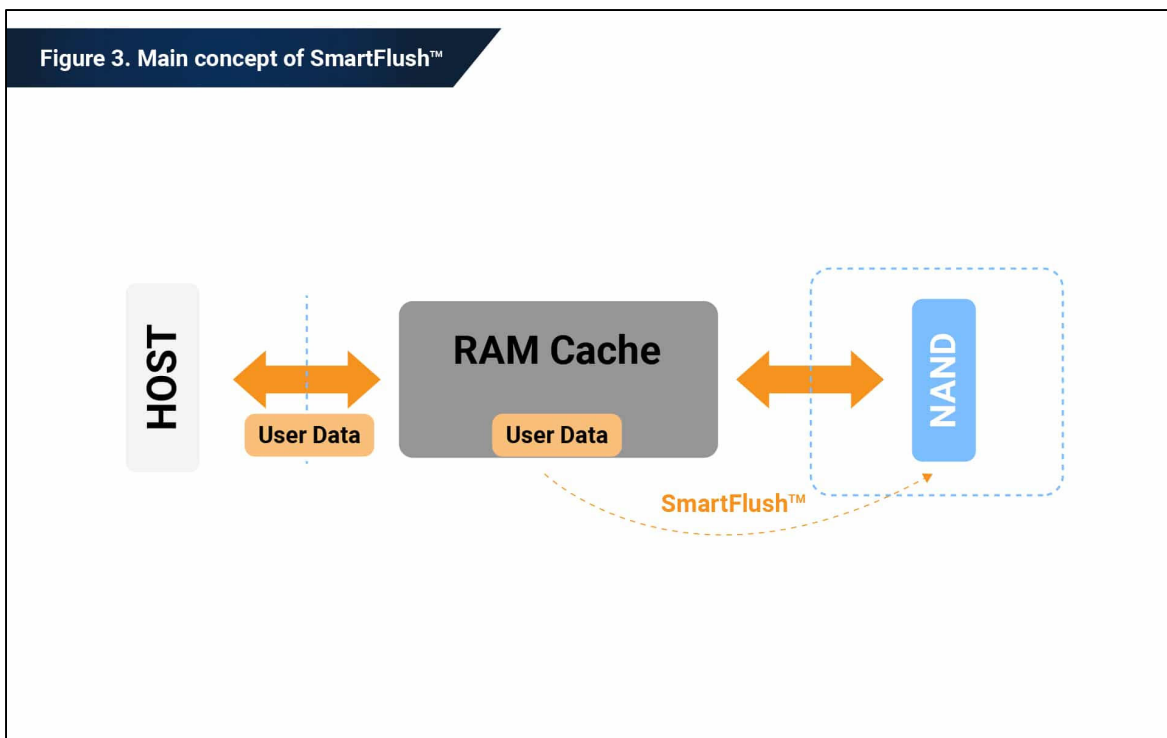 Figure 3. Main concept of SmartFlush™
HOST
User Data
RAM Cache
User Data
SmartFlush™
NAND